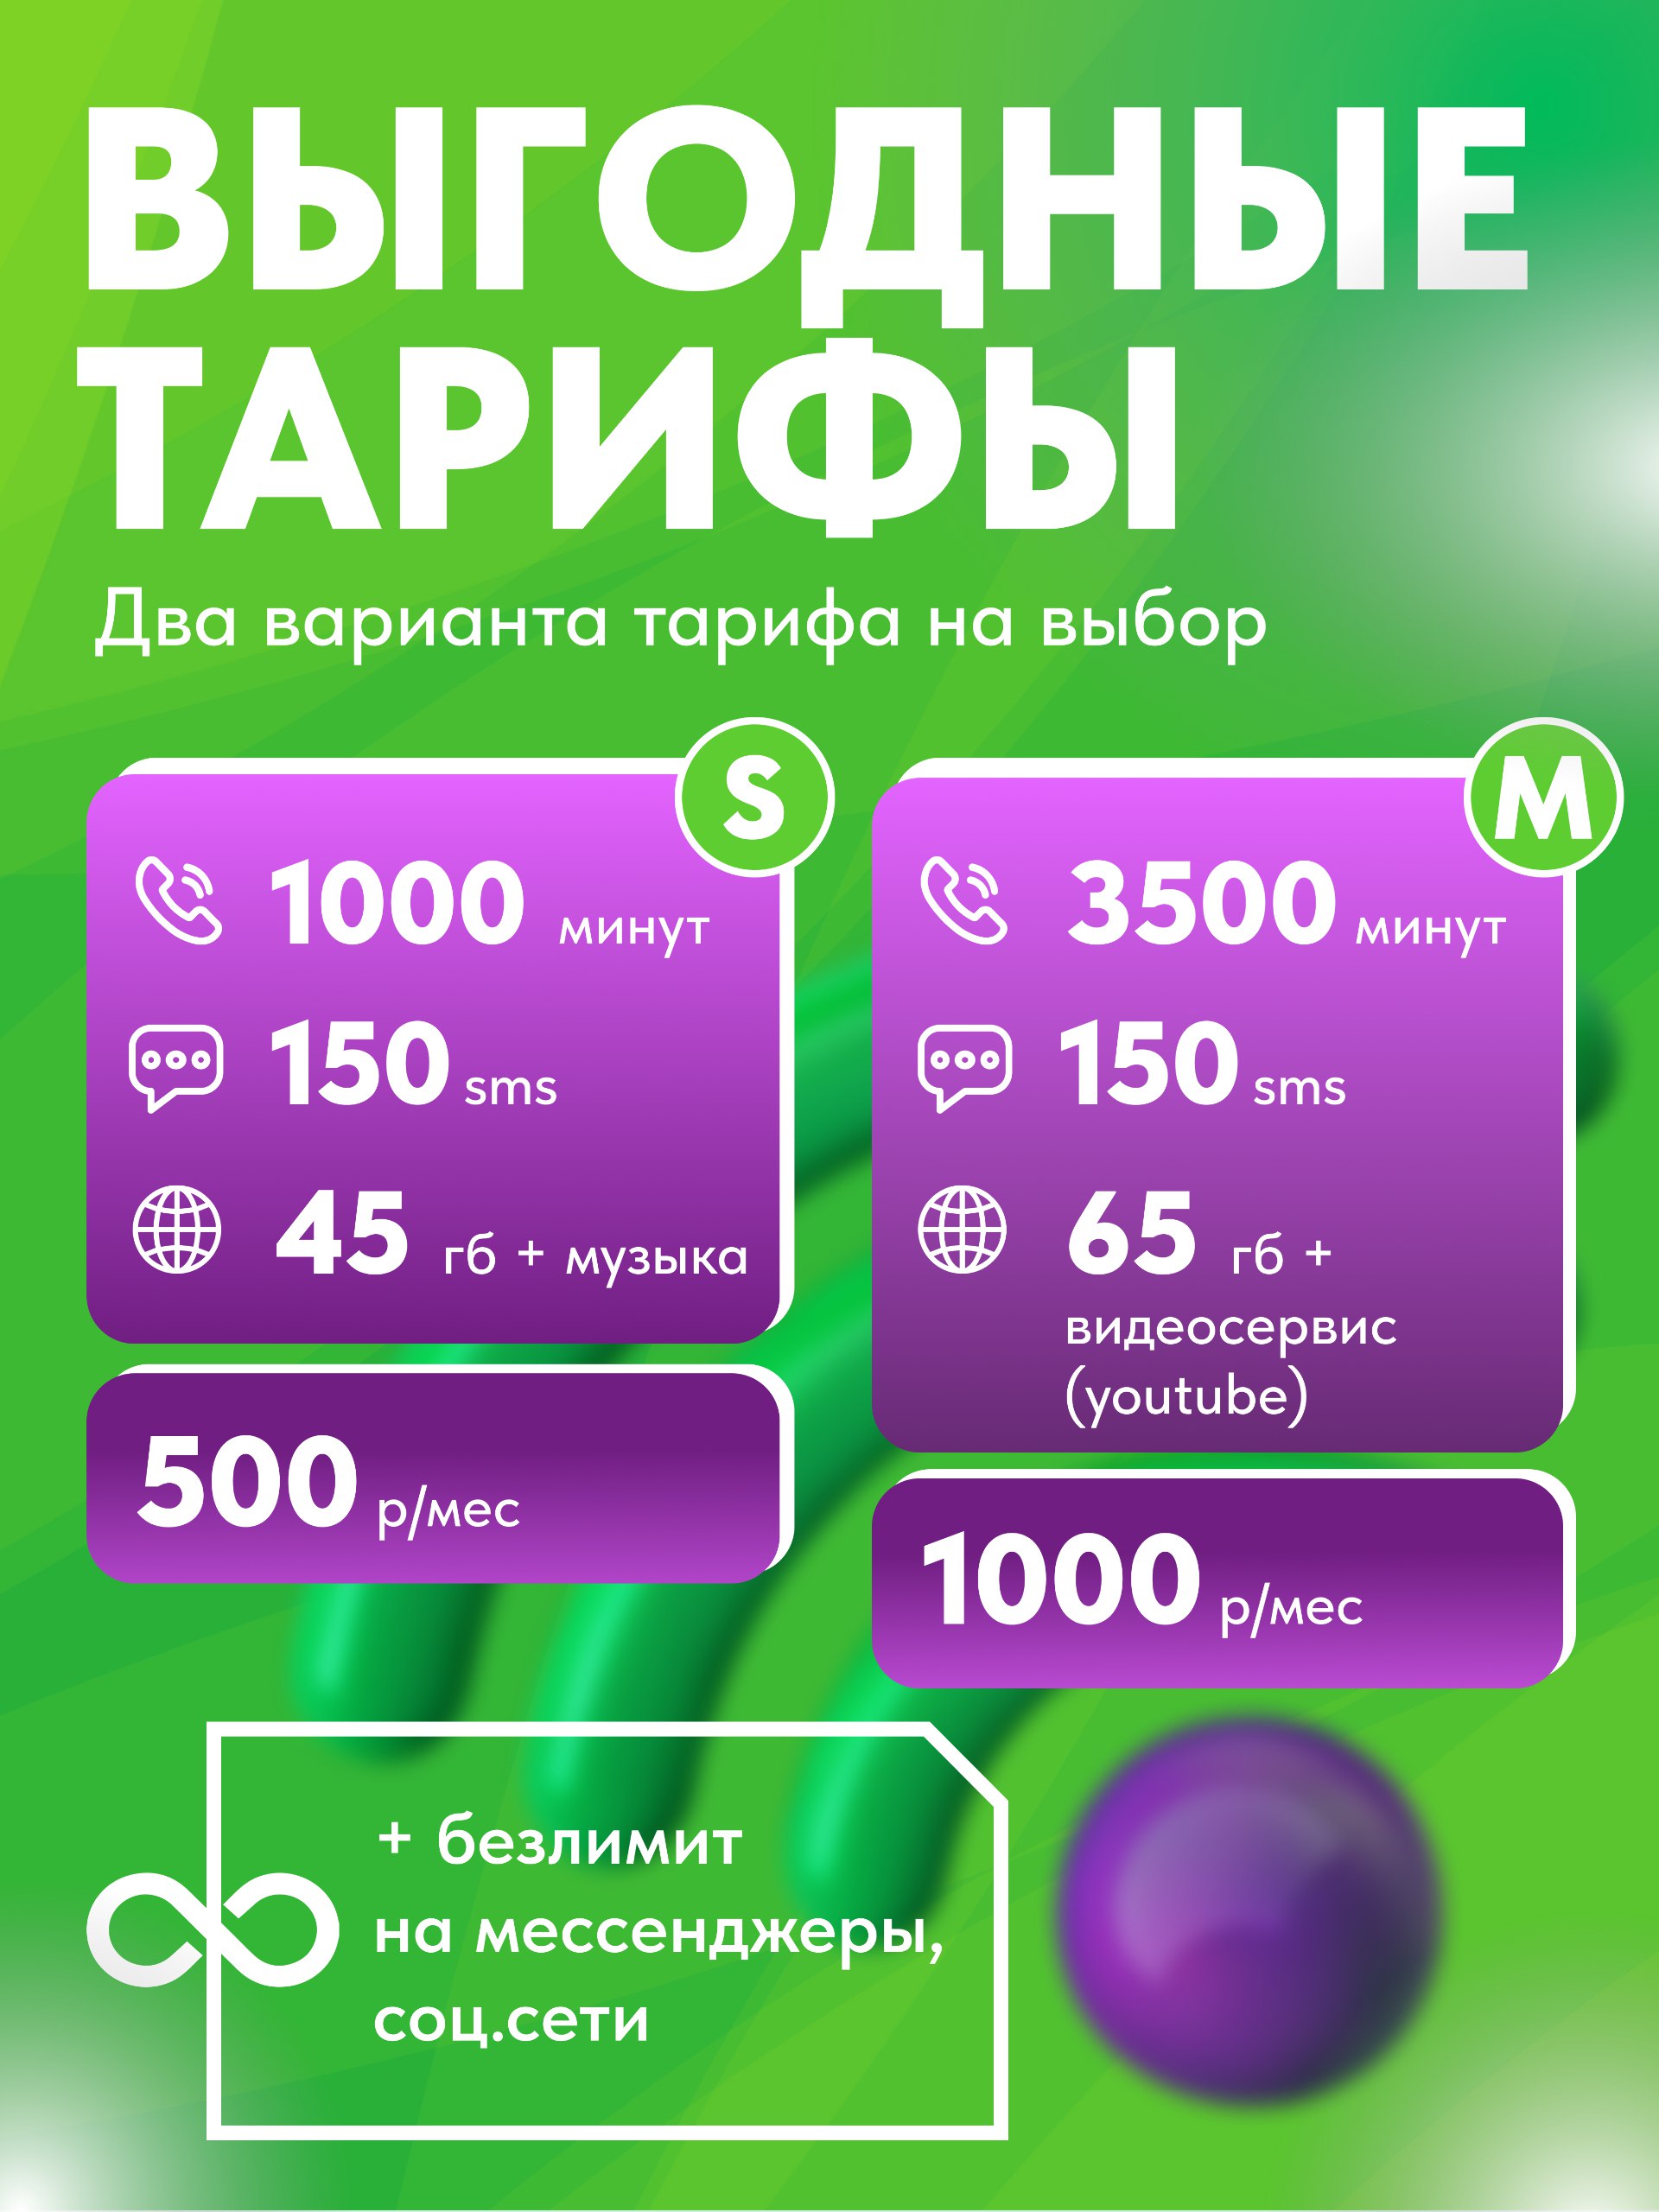 ВЫГОДНЫЕ
ТАРИФЫ
Два варианта тарифа на выбор
S
1000 минут
150 sms
45 гб + музыка
500 р/мес
M
3500 минут
150 sms
65 гб +
видеосервис
(youtube)
1000 р/мес
+ безлимит
на мессенджеры,
соц.сети